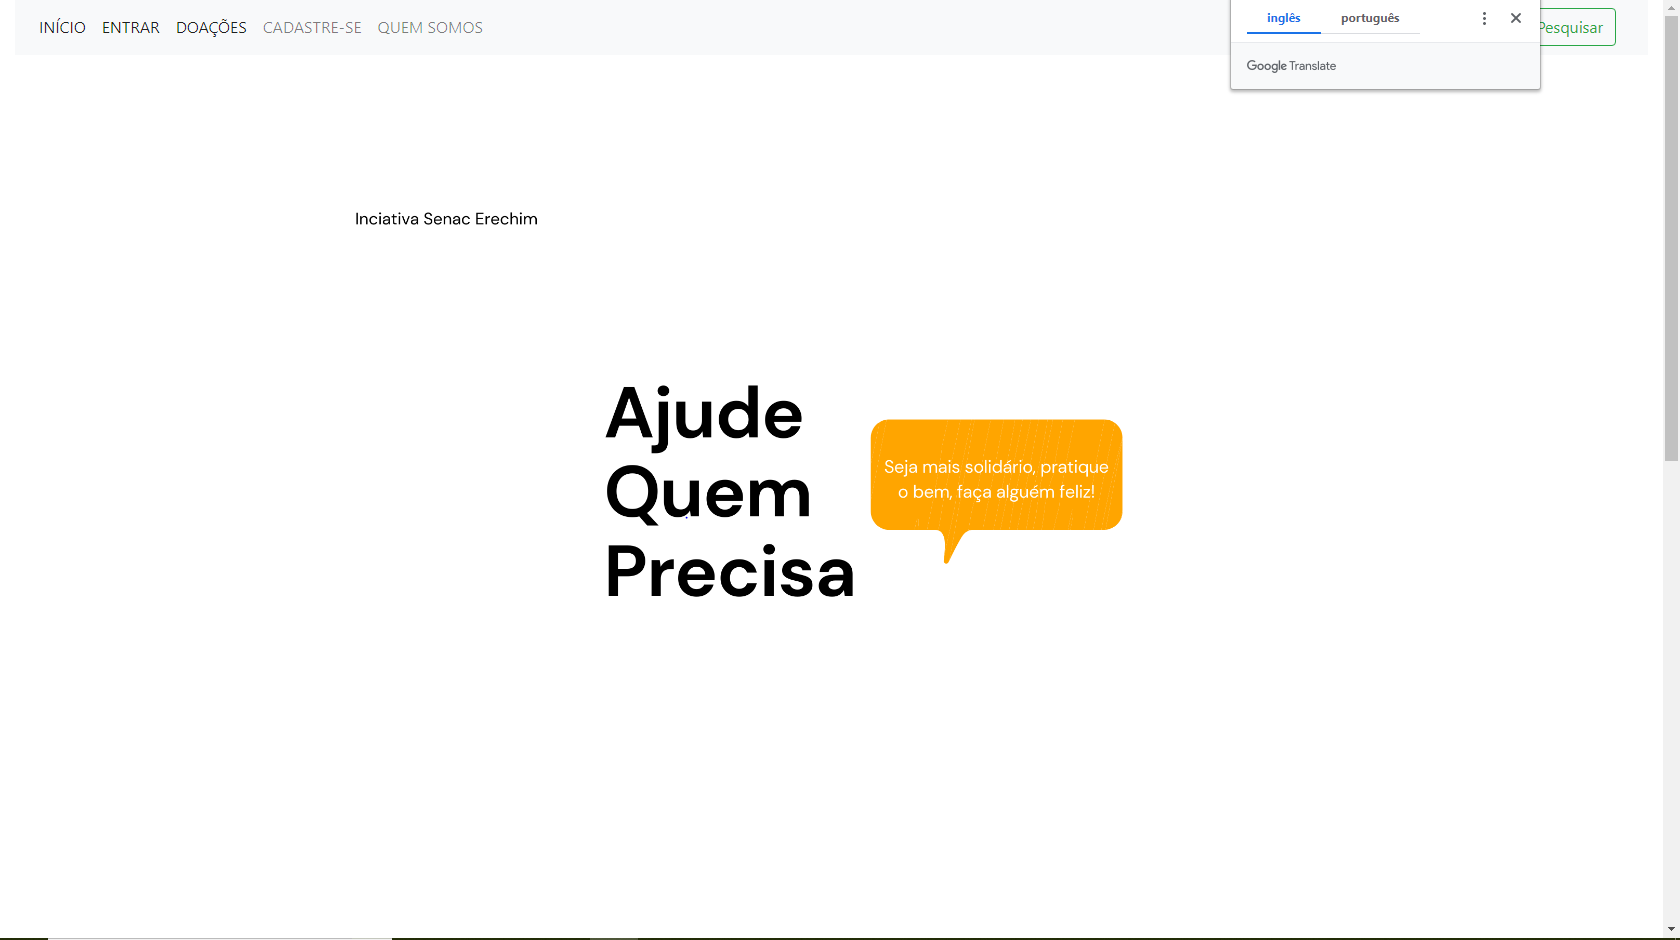 INÍCIO ENTRAR DOAÇÕES CADASTRE-SE QUEM SOMOS
inglês português
Pesquisar
Google Translate
Inciativa Senac Erechim
Ajude
Quem
Precisa
Seja mais solidário, pratique
o bem, faça alguém feliz!